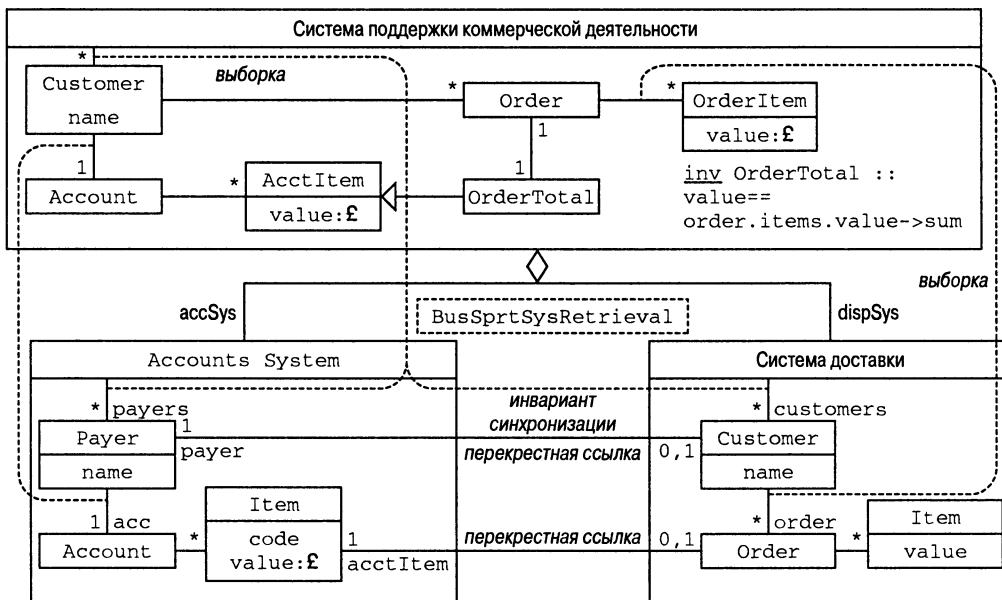 Система поддержки коммерческой деятельности
*
Customer
name
выборка
*
Order
*
OrderItem
value:£
1
1
1
Account
*
AcctItem
value:£
OrderTotal
inv OrderTotal ::
value==
order.items.value->sum
выборка
accSys
BusSprtSysRetrieval
dispSys
Accounts System
Система доставки
* payers
инвариант
синхронизации
* customers
Payer
name
1
payer
перекрестная ссылка
0,1
Customer
name
1 acc
Account
*
Item
code
value:£
1
acctItem
перекрестная ссылка
0,1
* order
Order
*
Item
value